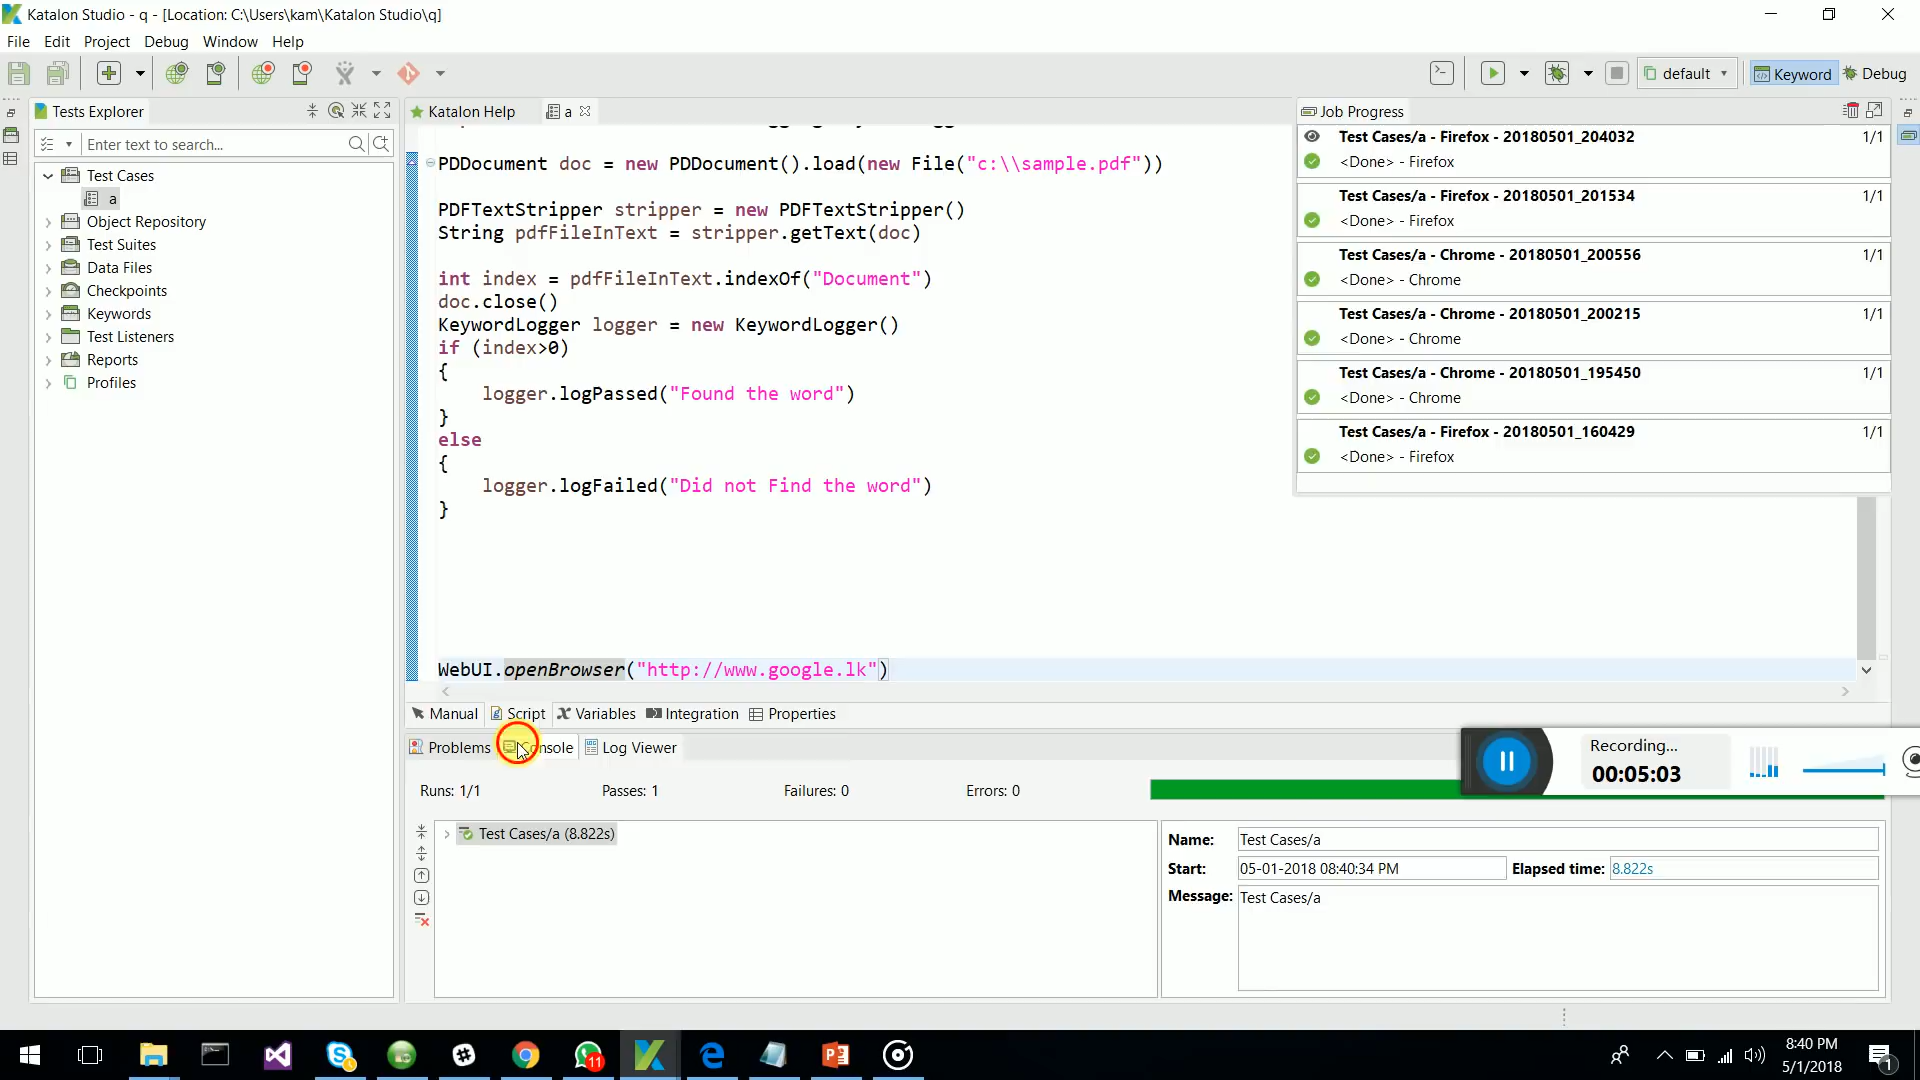 Katalon Studio - q - [Location: C:\Users\kam\Katalon Studio\q]
File Edit Project Debug Window Help
default
Keyword
Debug
Tests Explorer
Enter text to search...
Test Cases
a
Object Repository
Test Suites
Data Files
Checkpoints
Keywords
Test Listeners
Reports
Profiles
Katalon Help
a
PDDocument doc = new PDDocument().load(new File("c:\\sample.pdf"))
PDFTextStripper stripper = new PDFTextStripper()
String pdfFileInText = stripper.getText(doc)
int index = pdfFileInText.indexOf("Document")
doc.close()
KeywordLogger logger = new KeywordLogger()
if (index>0)
{
logger.logPassed("Found the word")
}
else
{
logger.logFailed("Did not Find the word")
}
WebUI.openBrowser("http://www.google.lk")
Job Progress
Test Cases/a - Firefox - 20180501_204032 1/1
<Done> - Firefox
Test Cases/a - Firefox - 20180501_201534 1/1
<Done> - Firefox
Test Cases/a - Chrome - 20180501_200556 1/1
<Done> - Chrome
Test Cases/a - Chrome - 20180501_200215 1/1
<Done> - Chrome
Test Cases/a - Chrome - 20180501_195450 1/1
<Done> - Chrome
Test Cases/a - Firefox - 20180501_160429 1/1
<Done> - Firefox
Manual Script Variables Integration Properties
Problems Console Log Viewer
Recording...
00:05:03
Runs: 1/1 Passes: 1 Failures: 0 Errors: 0
Test Cases/a (8.822s)
Name: Test Cases/a
Start: 05-01-2018 08:40:34 PM Elapsed time: 8.822s
Message: Test Cases/a
11
8:40 PM
5/1/2018
1